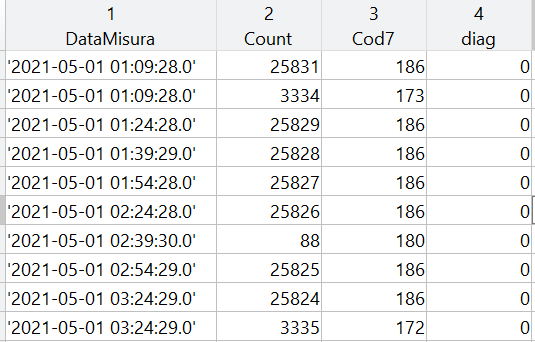 1 2 3 4
DataMisura Count Cod7 diag
'2021-05-01 01:09:28.0' 25831 186 0
'2021-05-01 01:09:28.0' 3334 173 0
'2021-05-01 01:24:28.0' 25829 186 0
'2021-05-01 01:39:29.0' 25828 186 0
'2021-05-01 01:54:28.0' 25827 186 0
'2021-05-01 02:24:28.0' 25826 186 0
'2021-05-01 02:39:30.0' 88 180 0
'2021-05-01 02:54:29.0' 25825 186 0
'2021-05-01 03:24:29.0' 25824 186 0
'2021-05-01 03:24:29.0' 3335 172 0